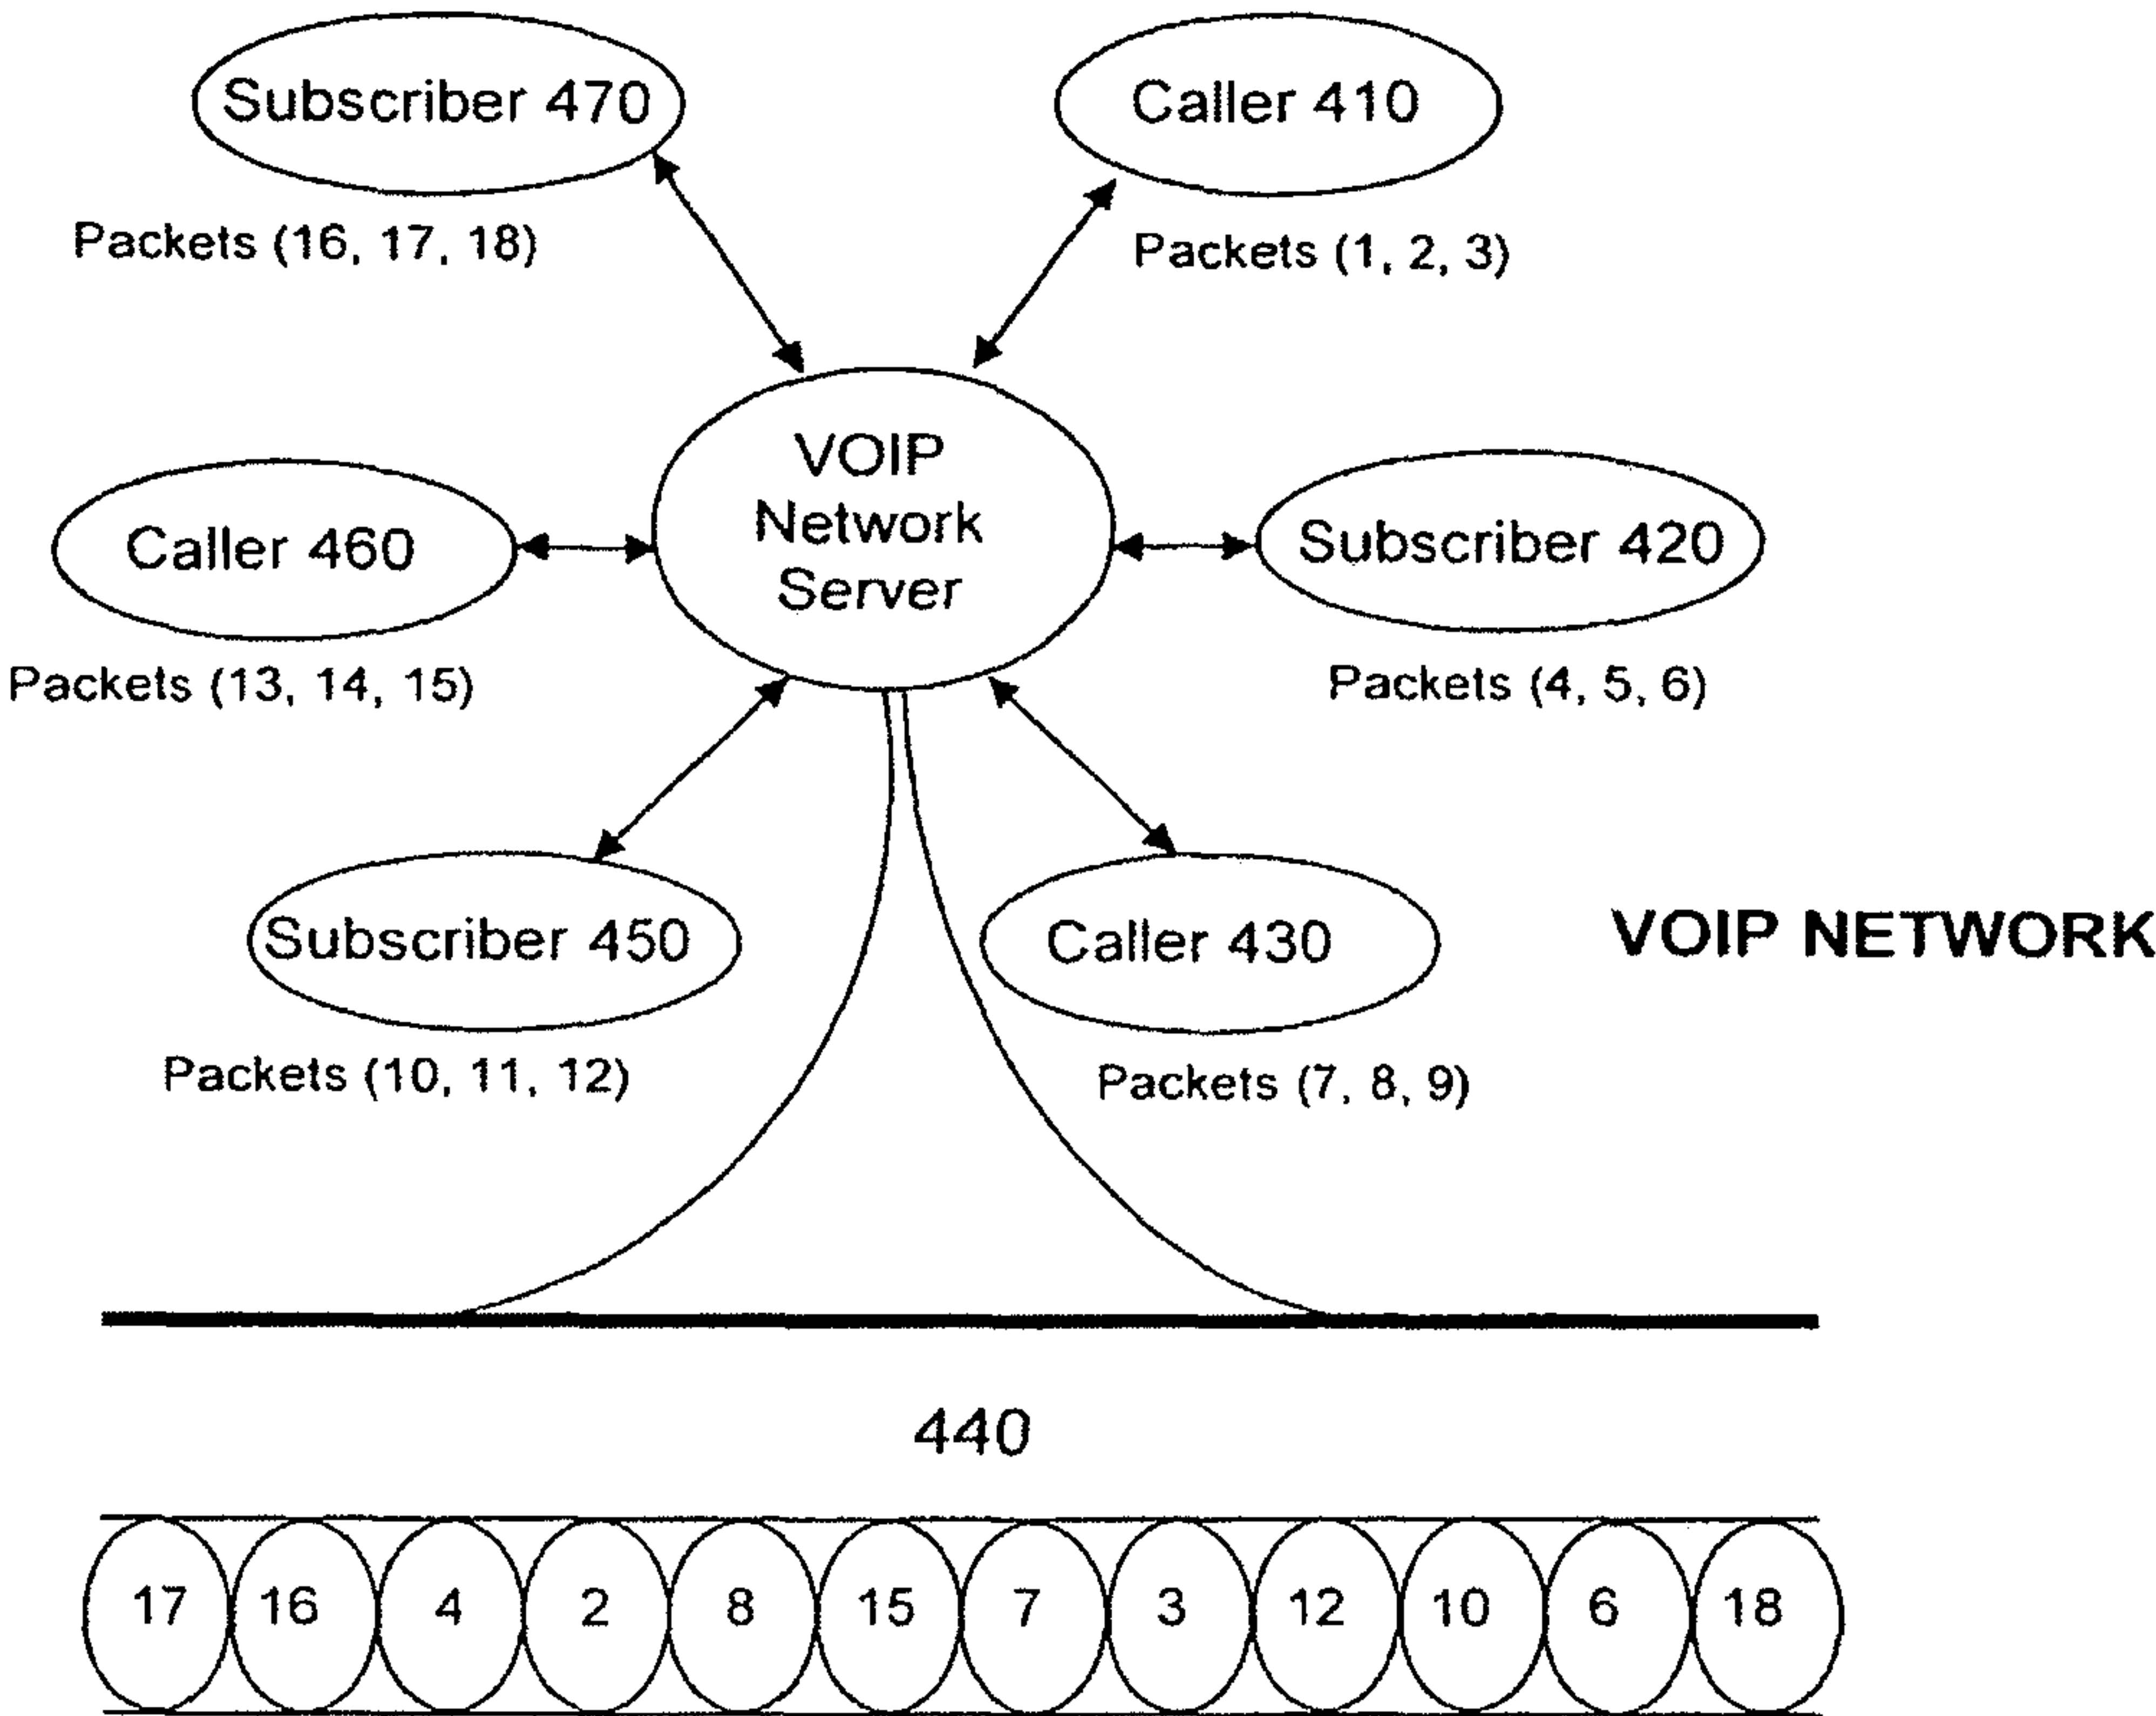 Subscriber 470
Caller 410
Packets (16, 17, 18)
Packets (1, 2, 3)
VOIP
Network
Server
Caller 460
Subscriber 420
Packets (13, 14, 15)
Packets (4, 5, 6)
Subscriber 450
Caller 430
VOIP NETWORK
Packets (10, 11, 12)
Packets (7, 8, 9)
440
17 16 4 2 8 15 7 3 12 10 6 18